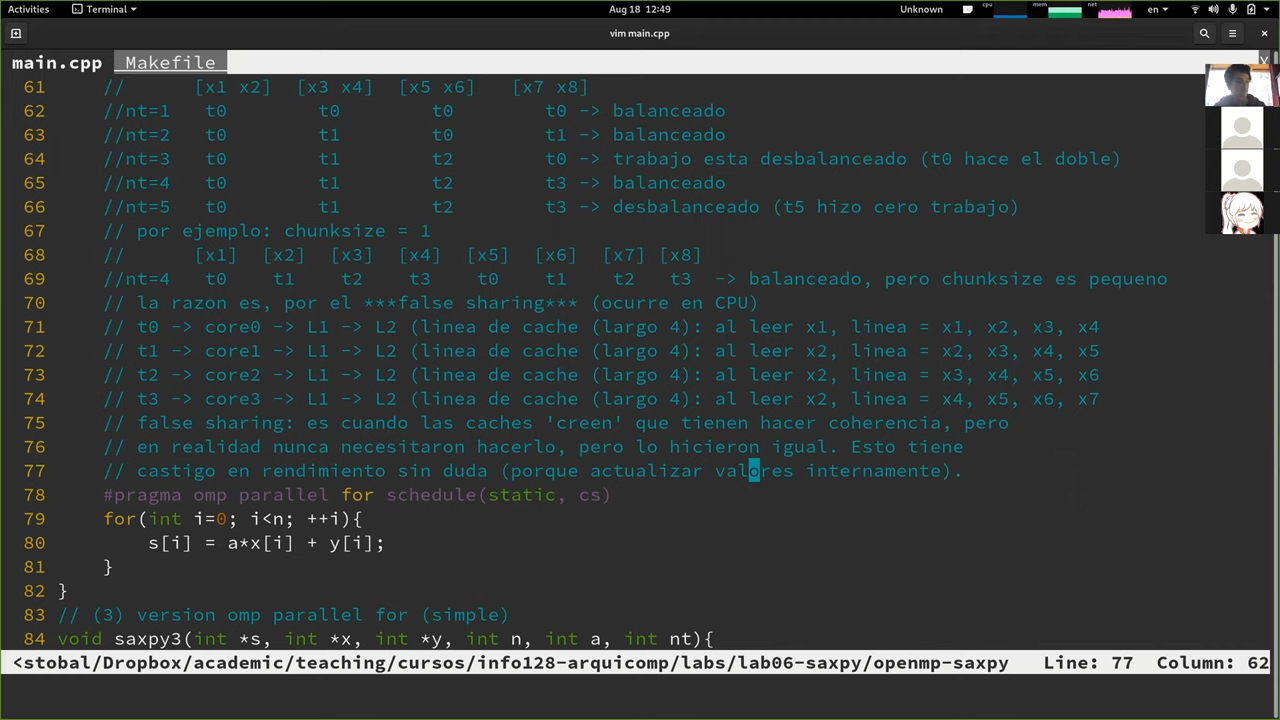 Activities Terminal Aug 18 12:49 Unknown cpu mem net en
vim main.cpp
main.cpp Makefile
61 // [x1 x2] [x3 x4] [x5 x6] [x7 x8]
62 //nt=1 t0 t0 t0 t0 -> balanceado
63 //nt=2 t0 t1 t0 t1 -> balanceado
64 //nt=3 t0 t1 t2 t0 -> trabajo esta desbalanceado (t0 hace el doble)
65 //nt=4 t0 t1 t2 t3 -> balanceado
66 //nt=5 t0 t1 t2 t3 -> desbalanceado (t5 hizo cero trabajo)
67 // por ejemplo: chunksize = 1
68 // [x1] [x2] [x3] [x4] [x5] [x6] [x7] [x8]
69 //nt=4 t0 t1 t2 t3 t0 t1 t2 t3 -> balanceado, pero chunksize es pequeno
70 // la razon es, por el ***false sharing*** (ocurre en CPU)
71 // t0 -> core0 -> L1 -> L2 (linea de cache (largo 4): al leer x1, linea = x1, x2, x3, x4
72 // t1 -> core1 -> L1 -> L2 (linea de cache (largo 4): al leer x2, linea = x2, x3, x4, x5
73 // t2 -> core2 -> L1 -> L2 (linea de cache (largo 4): al leer x2, linea = x3, x4, x5, x6
74 // t3 -> core3 -> L1 -> L2 (linea de cache (largo 4): al leer x2, linea = x4, x5, x6, x7
75 // false sharing: es cuando las caches 'creen' que tienen hacer coherencia, pero
76 // en realidad nunca necesitaron hacerlo, pero lo hicieron igual. Esto tiene
77 // castigo en rendimiento sin duda (porque actualizar valores internamente).
78 #pragma omp parallel for schedule(static, cs)
79 for(int i=0; i<n; ++i){
80 s[i] = a*x[i] + y[i];
81 }
82 }
83 // (3) version omp parallel for (simple)
84 void saxpy3(int *s, int *x, int *y, int n, int a, int nt){
<stobal/Dropbox/academic/teaching/cursos/info128-arquicomp/labs/lab06-saxpy/openmp-saxpy Line: 77 Column: 62